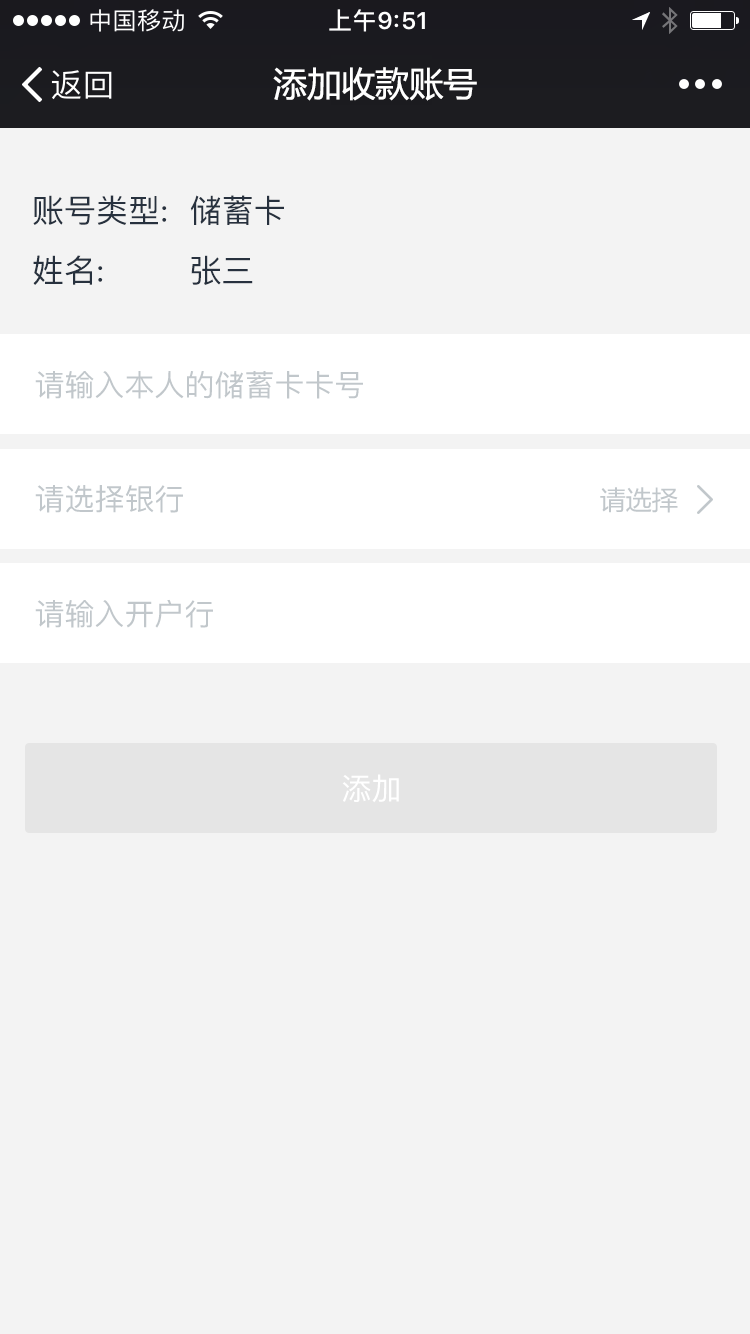 中国移动 上午9:51
返回 添加收款账号
账号类型: 储蓄卡
姓名: 张三
请输入本人的储蓄卡卡号
请选择银行 请选择
请输入开户行
添加